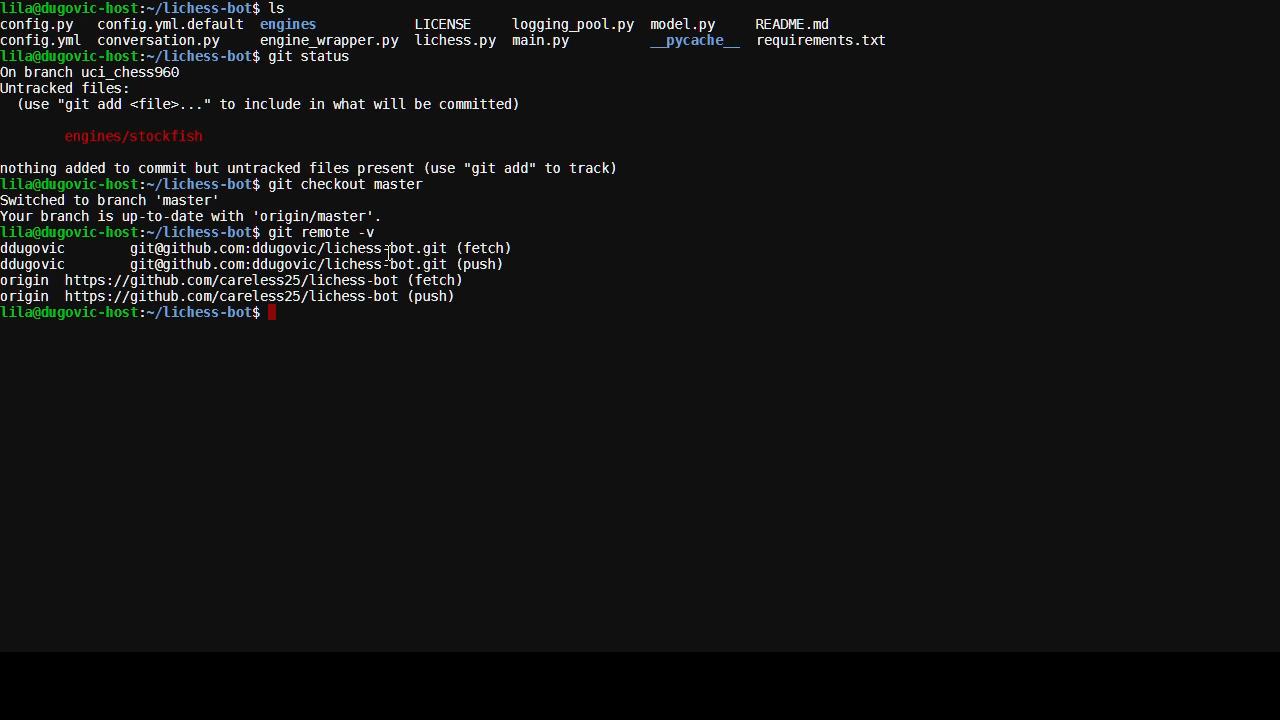 lila@dugovic-host:~/lichess-bot$ ls
config.py   config.yml.default  engines            LICENSE     logging_pool.py  model.py     README.md
config.yml  conversation.py     engine_wrapper.py  lichess.py  main.py          __pycache__  requirements.txt
lila@dugovic-host:~/lichess-bot$ git status
On branch uci_chess960
Untracked files:
  (use "git add <file>..." to include in what will be committed)
        engines/stockfish
nothing added to commit but untracked files present (use "git add" to track)
lila@dugovic-host:~/lichess-bot$ git checkout master
Switched to branch 'master'
Your branch is up-to-date with 'origin/master'.
lila@dugovic-host:~/lichess-bot$ git remote -v
ddugovic        git@github.com:ddugovic/lichess-bot.git (fetch)
ddugovic        git@github.com:ddugovic/lichess-bot.git (push)
origin  https://github.com/careless25/lichess-bot (fetch)
origin  https://github.com/careless25/lichess-bot (push)
lila@dugovic-host:~/lichess-bot$